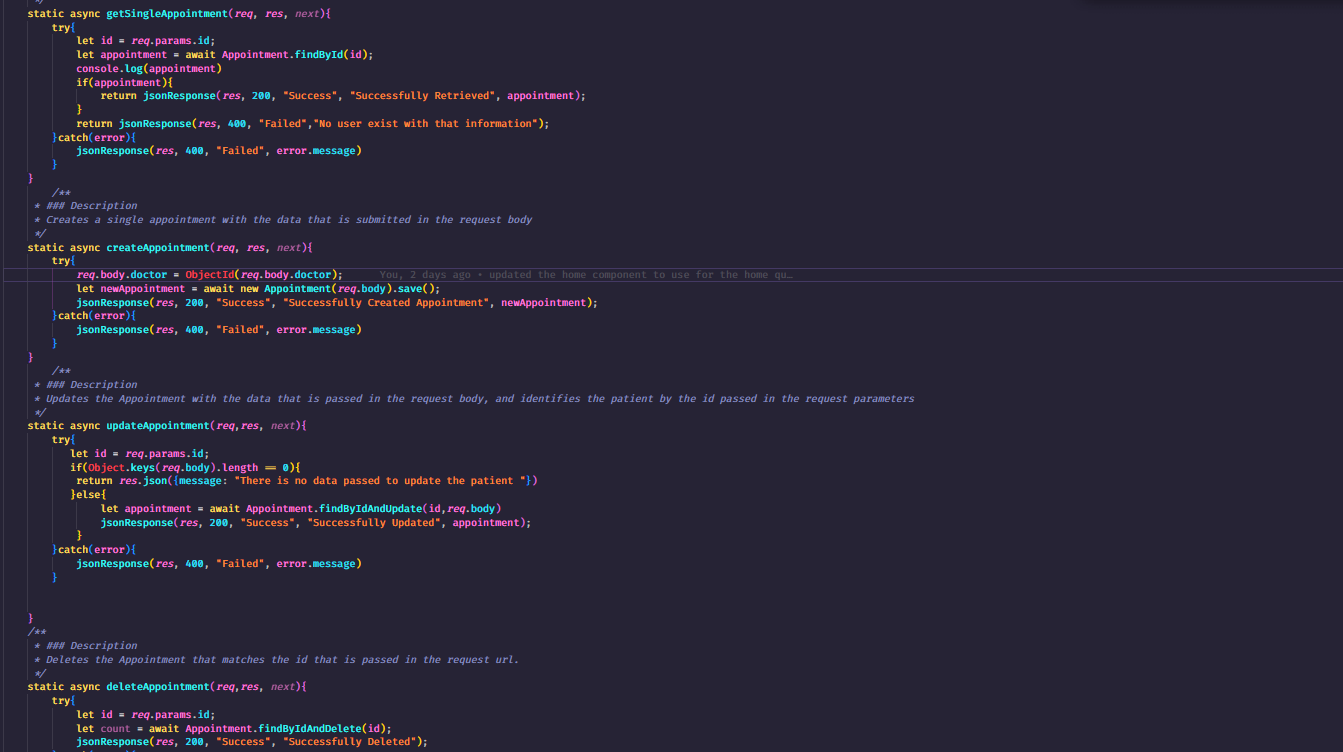 */
static async getSingleAppointment(req, res, next){
try{
let id = req.params.id;
let appointment = await Appointment.findById(id);
console.log(appointment)
if(appointment){
return jsonResponse(res, 200, "Success", "Successfully Retrieved", appointment);
}
return jsonResponse(res, 400, "Failed","No user exist with that information");
}catch(error){
jsonResponse(res, 400, "Failed", error.message)
}
}
/**
* ### Description
* Creates a single appointment with the data that is submitted in the request body
*/
static async createAppointment(req, res, next){
try{
req.body.doctor = ObjectId(req.body.doctor); You, 2 days ago • updated the home component to use for the home qu…
let newAppointment = await new Appointment(req.body).save();
jsonResponse(res, 200, "Success", "Successfully Created Appointment", newAppointment);
}catch(error){
jsonResponse(res, 400, "Failed", error.message)
}
}
/**
* ### Description
* Updates the Appointment with the data that is passed in the request body, and identifies the patient by the id passed in the request parameters
*/
static async updateAppointment(req,res, next){
try{
let id = req.params.id;
if(Object.keys(req.body).length == 0){
return res.json({message: "There is no data passed to update the patient "})
}else{
let appointment = await Appointment.findByIdAndUpdate(id,req.body)
jsonResponse(res, 200, "Success", "Successfully Updated", appointment);
}
}catch(error){
jsonResponse(res, 400, "Failed", error.message)
}
}
/**
* ### Description
* Deletes the Appointment that matches the id that is passed in the request url.
*/
static async deleteAppointment(req,res, next){
try{
let id = req.params.id;
let count = await Appointment.findByIdAndDelete(id);
jsonResponse(res, 200, "Success", "Successfully Deleted");